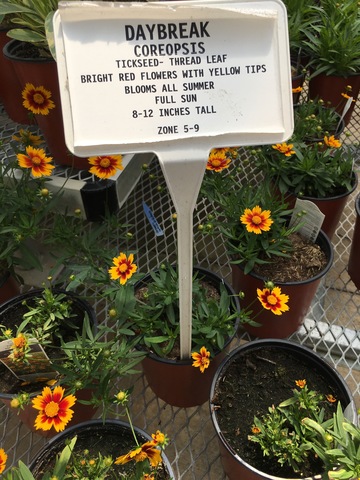 DAYBREAK
COREOPSIS
TICKSEED- THREAD LEAF
BRIGHT RED FLOWERS WITH YELLOW TIPS
BLOOMS ALL SUMMER
FULL SUN
8-12 INCHES TALL
ZONE 5-9